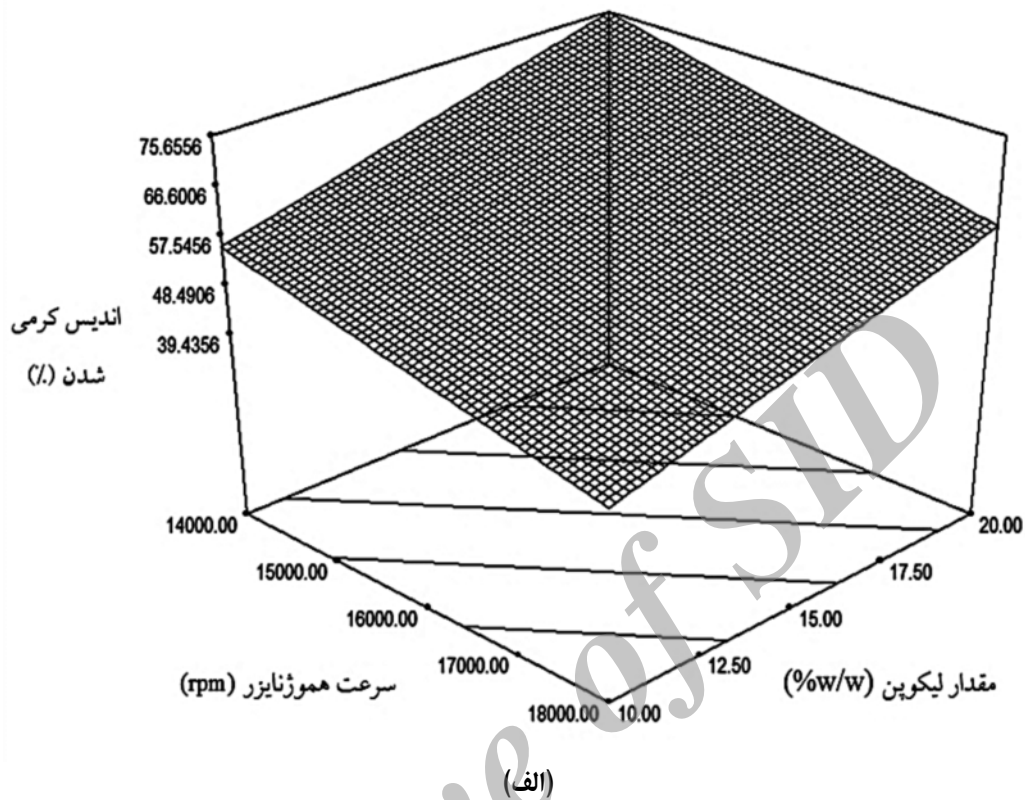 75.6556
66.6006
57.5456
48.4906
39.4356
اندیس کرمی
شدن (٪)
14000.00
15000.00
16000.00
17000.00
18000.00
سرعت هموژنایزر (rpm)
20.00
17.50
15.00
12.50
10.00
مقدار لیکوپن (%w/w)
(الف)
e of SID